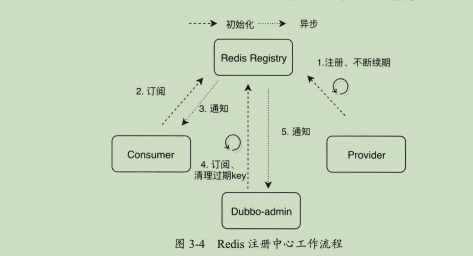 初始化
异步
Redis Registry
1.注册、不断续期
2. 订阅
3. 通知
Consumer
5. 通知
Provider
4. 订阅、
清理过期key
Dubbo-admin
图 3-4 Redis 注册中心工作流程